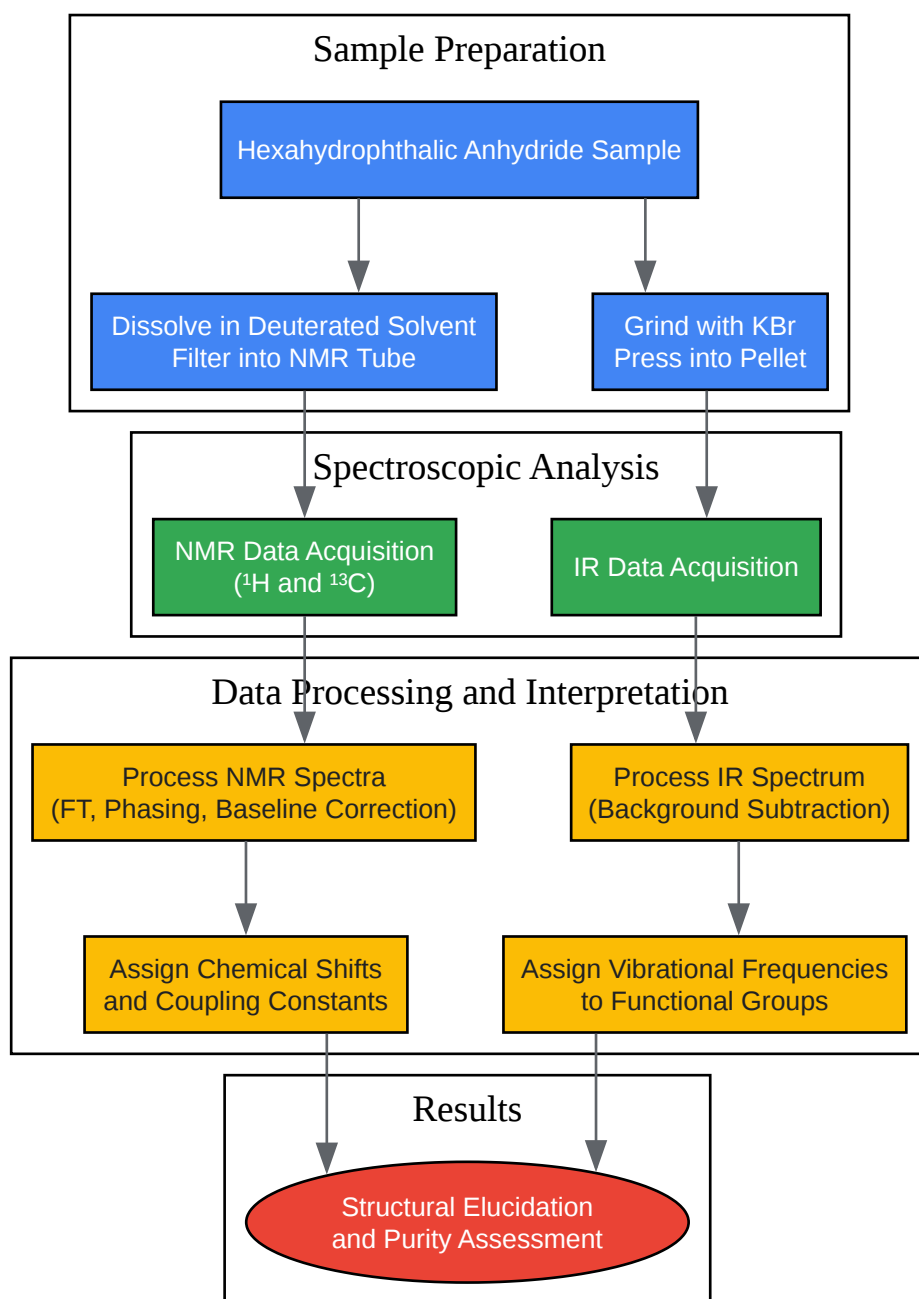 Sample Preparation
Hexahydrophthalic Anhydride Sample
Dissolve in Deuterated Solvent
Filter into NMR Tube
Grind with KBr
Press into Pellet
Spectroscopic Analysis
NMR Data Acquisition
(¹H and ¹³C)
IR Data Acquisition
Data Processing and Interpretation
Process NMR Spectra
(FT, Phasing, Baseline Correction)
Process IR Spectrum
(Background Subtraction)
Assign Chemical Shifts
and Coupling Constants
Assign Vibrational Frequencies
to Functional Groups
Results
Structural Elucidation
and Purity Assessment